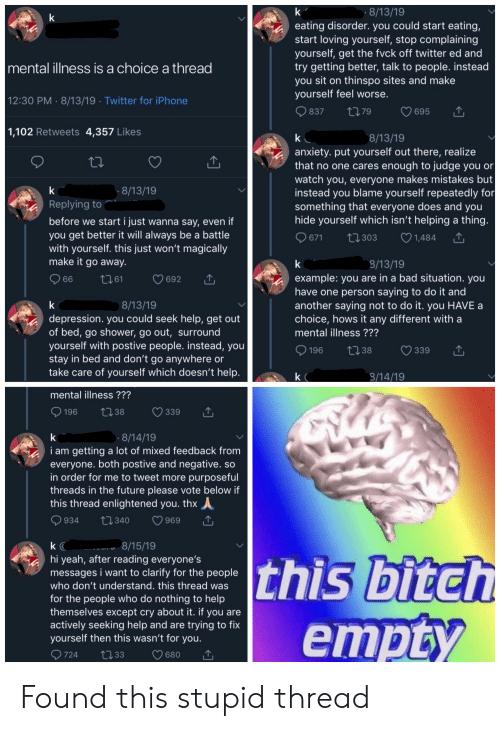 k
mental illness is a choice a thread
12:30 PM · 8/13/19 · Twitter for iPhone
1,102 Retweets 4,357 Likes
k · 8/13/19
Replying to
before we start i just wanna say, even if
you get better it will always be a battle
with yourself. this just won't magically
make it go away.
66 61 692
k 8/13/19
depression. you could seek help, get out
of bed, go shower, go out, surround
yourself with postive people. instead, you
stay in bed and don't go anywhere or
take care of yourself which doesn't help.
k · 8/13/19
eating disorder. you could start eating,
start loving yourself, stop complaining
yourself, get the fvck off twitter ed and
try getting better, talk to people. instead
you sit on thinspo sites and make
yourself feel worse.
837 79 695
k 8/13/19
anxiety. put yourself out there, realize
that no one cares enough to judge you or
watch you, everyone makes mistakes but
instead you blame yourself repeatedly for
something that everyone does and you
hide yourself which isn't helping a thing.
671 303 1,484
k 8/13/19
example: you are in a bad situation. you
have one person saying to do it and
another saying not to do it. you HAVE a
choice, hows it any different with a
mental illness ???
196 38 339
k 8/14/19
mental illness ???
196 38 339
k · 8/14/19
i am getting a lot of mixed feedback from
everyone. both postive and negative. so
in order for me to tweet more purposeful
threads in the future please vote below if
this thread enlightened you. thx 🙏
934 340 969
k 8/15/19
hi yeah, after reading everyone's
messages i want to clarify for the people
who don't understand. this thread was
for the people who do nothing to help
themselves except cry about it. if you are
actively seeking help and are trying to fix
yourself then this wasn't for you.
724 33 680
this bitch
empty
Found this stupid thread